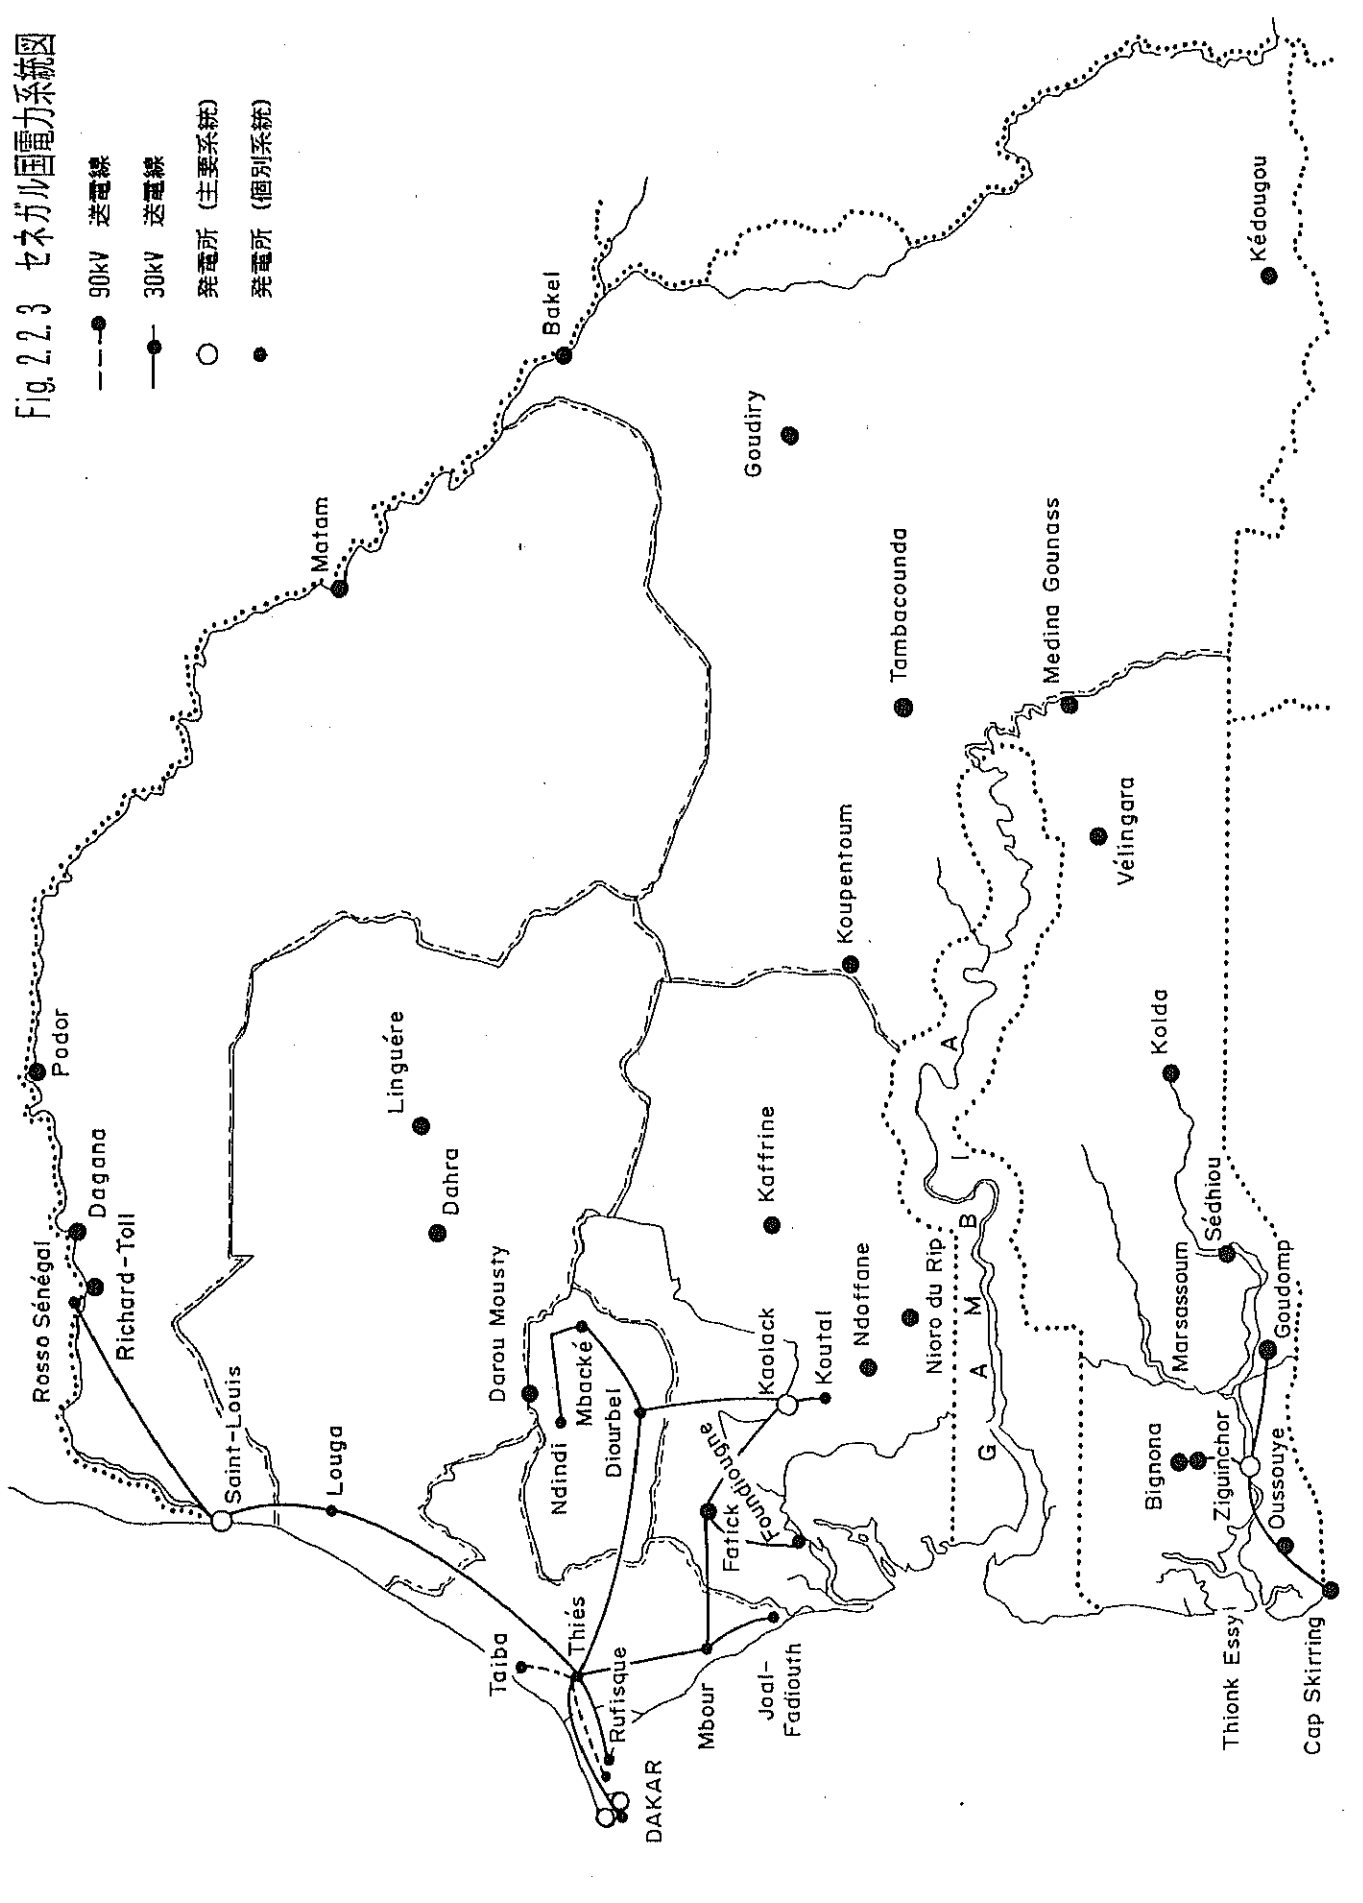 Fig. 2.2.3 セネガル国電力系統図
90kV 送電線
30kV 送電線
発電所 (主要系統)
発電所 (個別系統)
Rosso Sénégal
Dagana
Richard-Toll
Podor
Matam
Bakel
Saint-Louis
Louga
Linguére
Dahra
Darou Mousty
Mbacké
Ndindi
Diourbel
Taiba
Thiés
Rufisque
DAKAR
Mbour
Joal-
Fadiouth
Fatick
Foundiougne
Kaolack
Koutal
Kaffrine
Ndoffane
Nioro du Rip
Koupentoum
Goudiry
Tambacounda
Medina Gounass
Kédougou
Vélingara
Kolda
GAMBIA
Sédhiou
Marsassoum
Goudomp
Bignona
Ziguinchor
Oussouye
Thionk Essyl
Cap Skirring